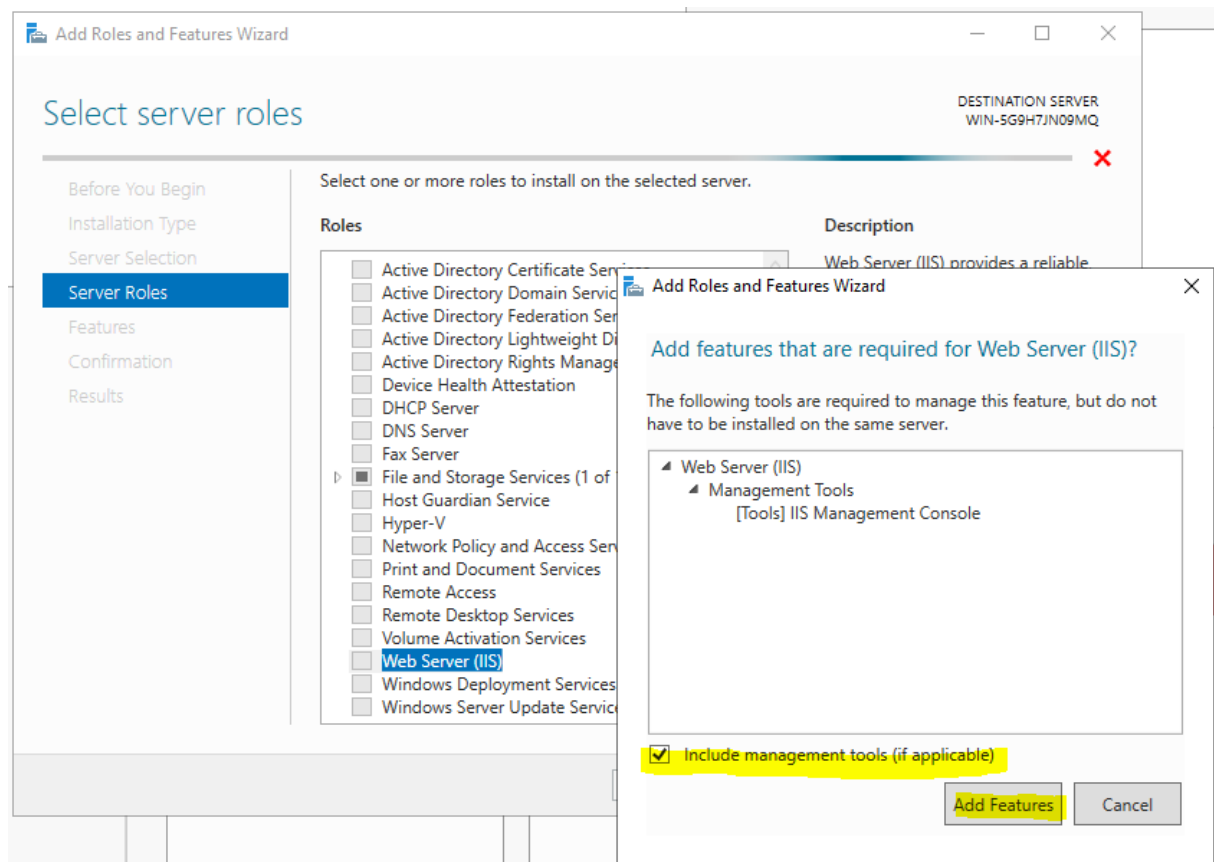 Add Roles and Features Wizard
Select server roles
DESTINATION SERVER
WIN-5G9H7JN09MQ
Before You Begin
Installation Type
Server Selection
Server Roles
Features
Confirmation
Results
Select one or more roles to install on the selected server.
Roles
Active Directory Certificate Services
Active Directory Domain Servic
Active Directory Federation Ser
Active Directory Lightweight Di
Active Directory Rights Manage
Device Health Attestation
DHCP Server
DNS Server
Fax Server
File and Storage Services (1 of
Host Guardian Service
Hyper-V
Network Policy and Access Serv
Print and Document Services
Remote Access
Remote Desktop Services
Volume Activation Services
Web Server (IIS)
Windows Deployment Services
Windows Server Update Service
Description
Web Server (IIS) provides a reliable
Add Roles and Features Wizard
Add features that are required for Web Server (IIS)?
The following tools are required to manage this feature, but do not
have to be installed on the same server.
Web Server (IIS)
Management Tools
[Tools] IIS Management Console
Include management tools (if applicable)
Add Features
Cancel